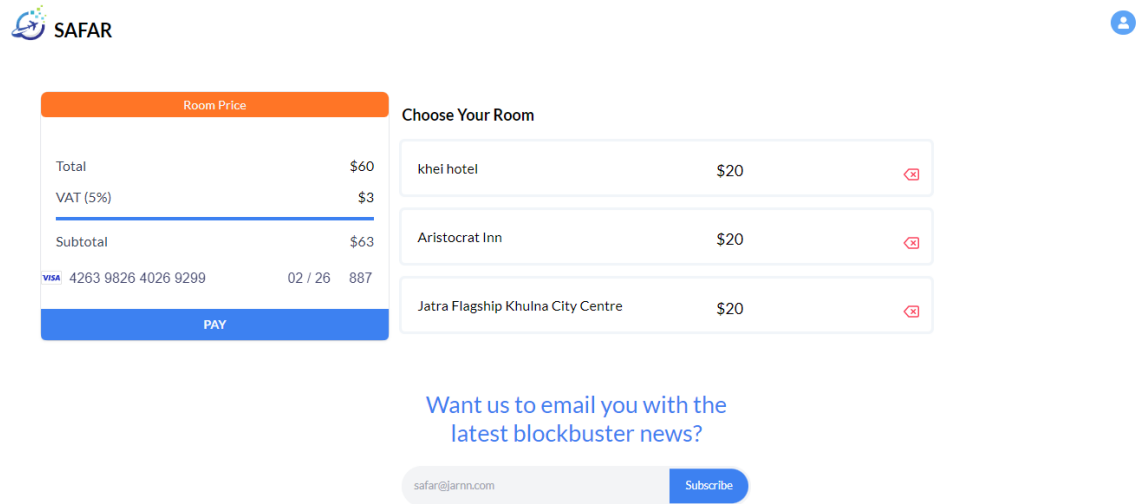 SAFAR
Room Price
Total $60
VAT (5%) $3
Subtotal $63
VISA 4263 9826 4026 9299 02 / 26 887
PAY
Choose Your Room
khei hotel $20
Aristocrat Inn $20
Jatra Flagship Khulna City Centre $20
Want us to email you with the
latest blockbuster news?
safar@jarnn.com Subscribe